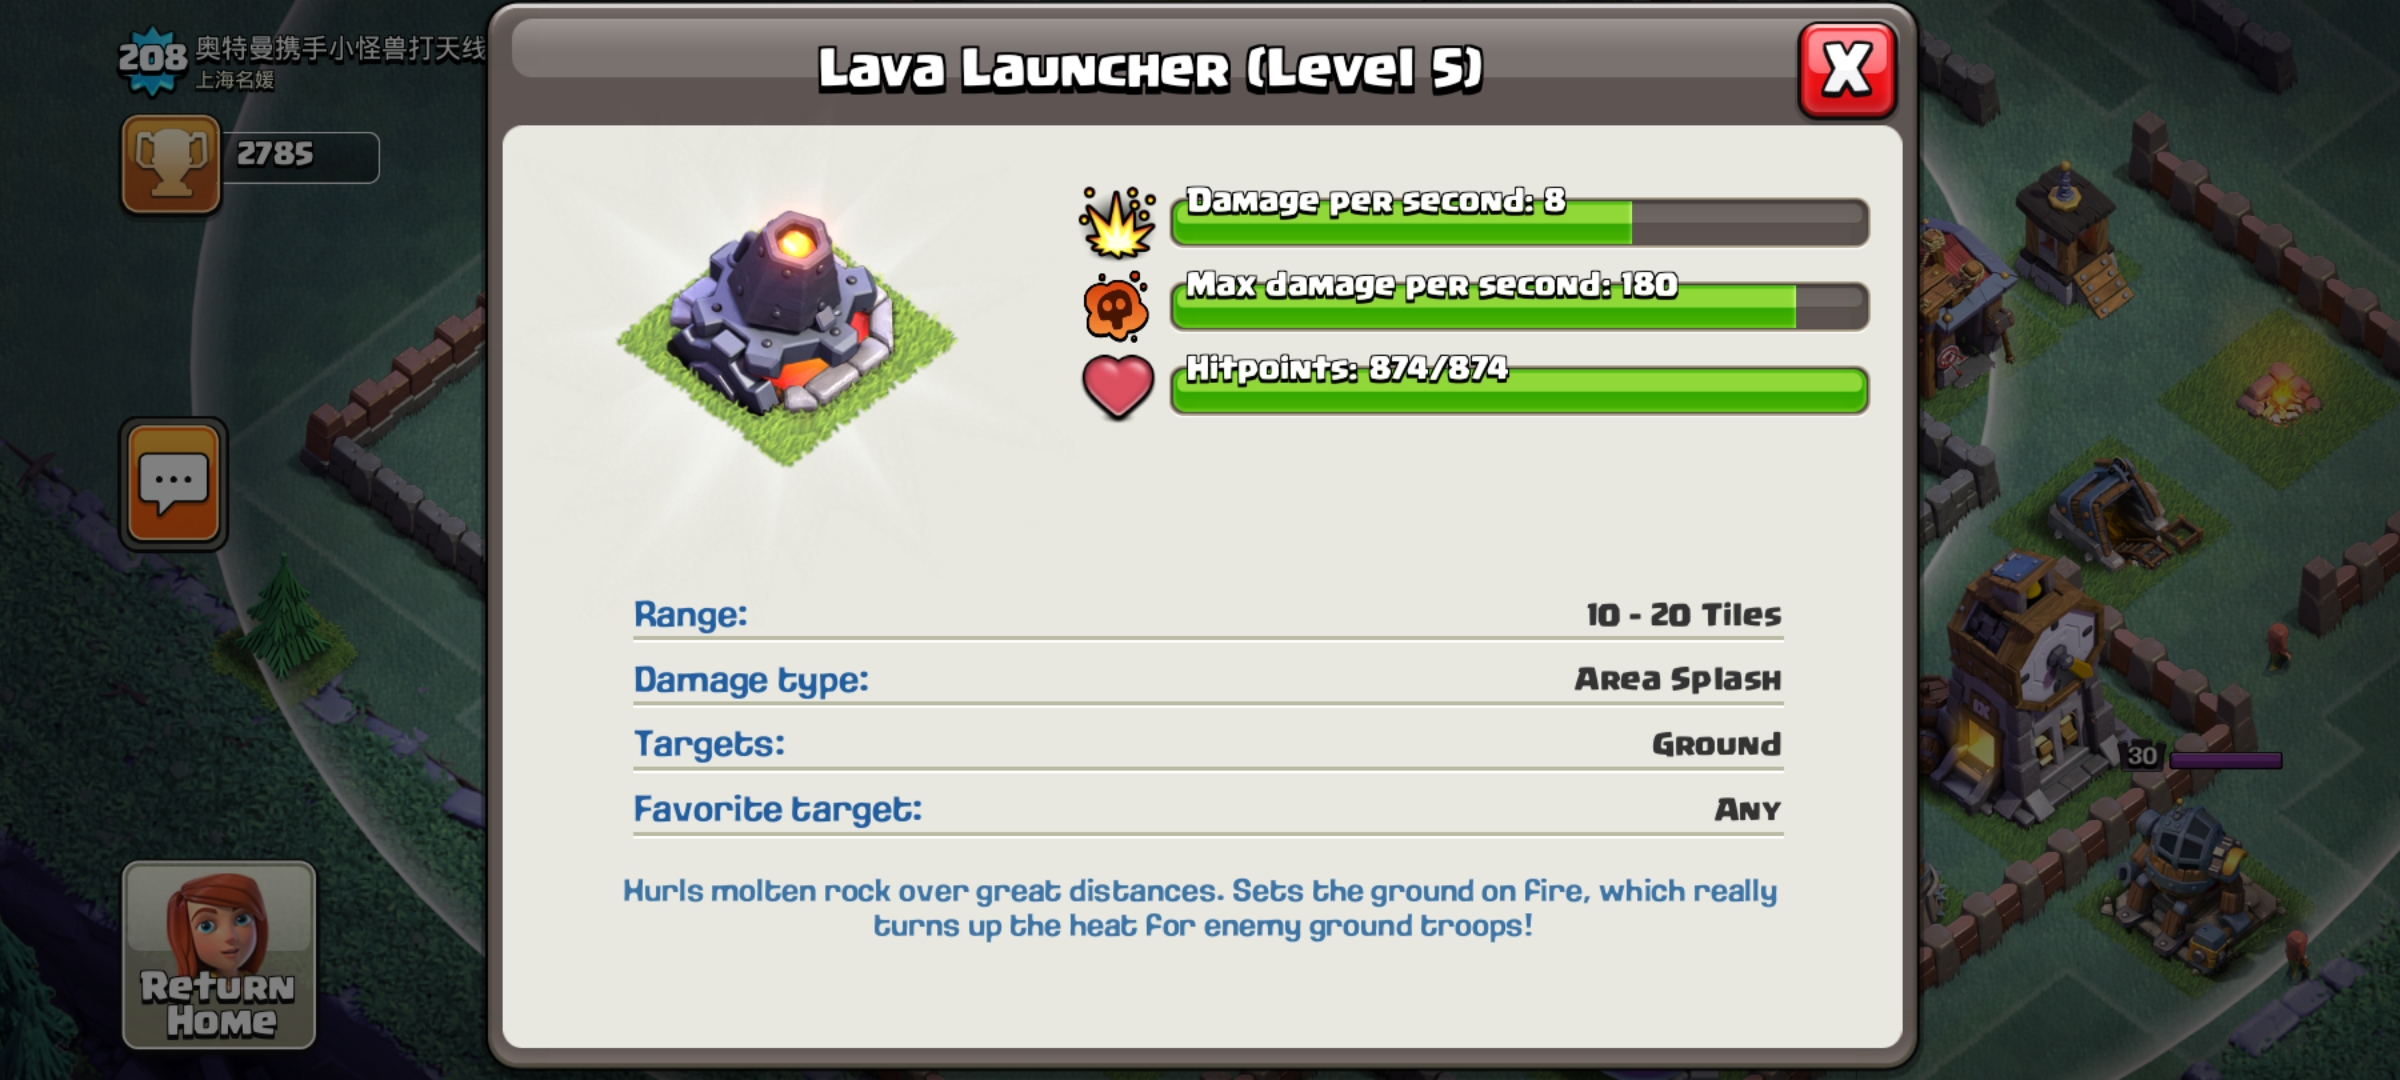 208
奥特曼携手小怪兽打天线
上海名媛
2785
Return
Home
Lava Launcher (Level 5)
X
Damage per second: 8
Max damage per second: 180
Hitpoints: 874/874
Range: 10 - 20 Tiles
Damage type: Area Splash
Targets: Ground
Favorite target: Any
Hurls molten rock over great distances. Sets the ground on fire, which really
turns up the heat for enemy ground troops!
IX
30